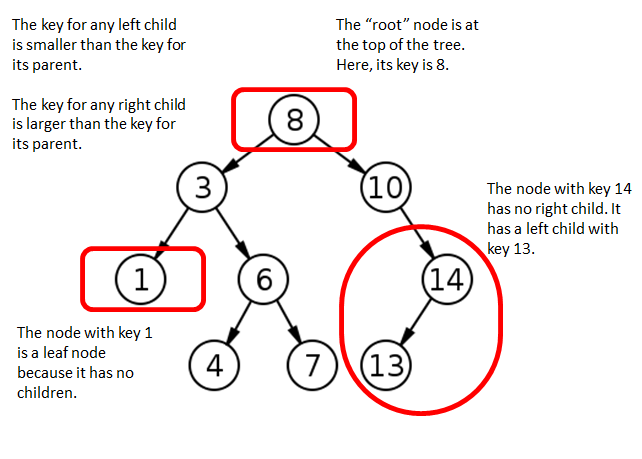 The key for any left child
is smaller than the key for
its parent.
The “root” node is at
the top of the tree.
Here, its key is 8.
The key for any right child
is larger than the key for
its parent.
8
3
10
The node with key 14
has no right child. It
has a left child with
key 13.
1
6
14
The node with key 1
is a leaf node
because it has no
children.
4
7
13